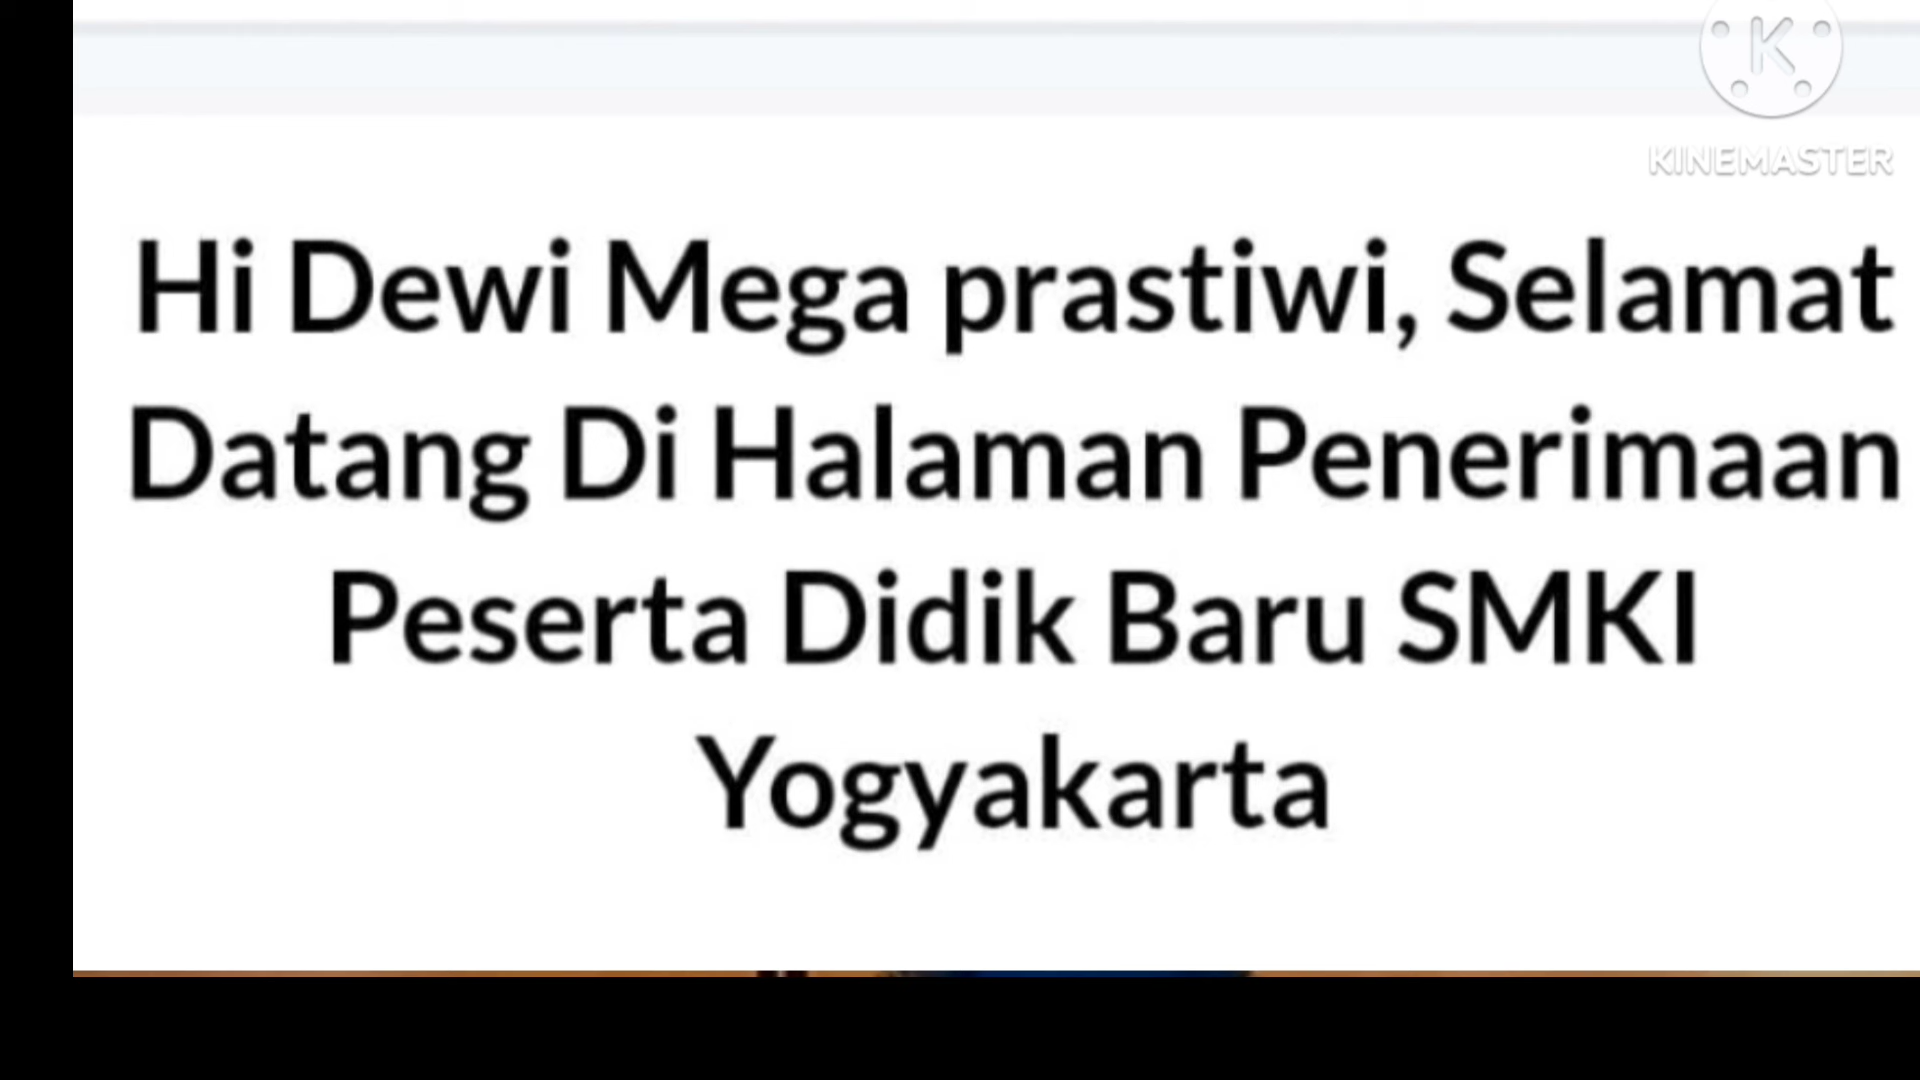 K
KINEMASTER
Hi Dewi Mega prastiwi, Selamat
Datang Di Halaman Penerimaan
Peserta Didik Baru SMKI
Yogyakarta